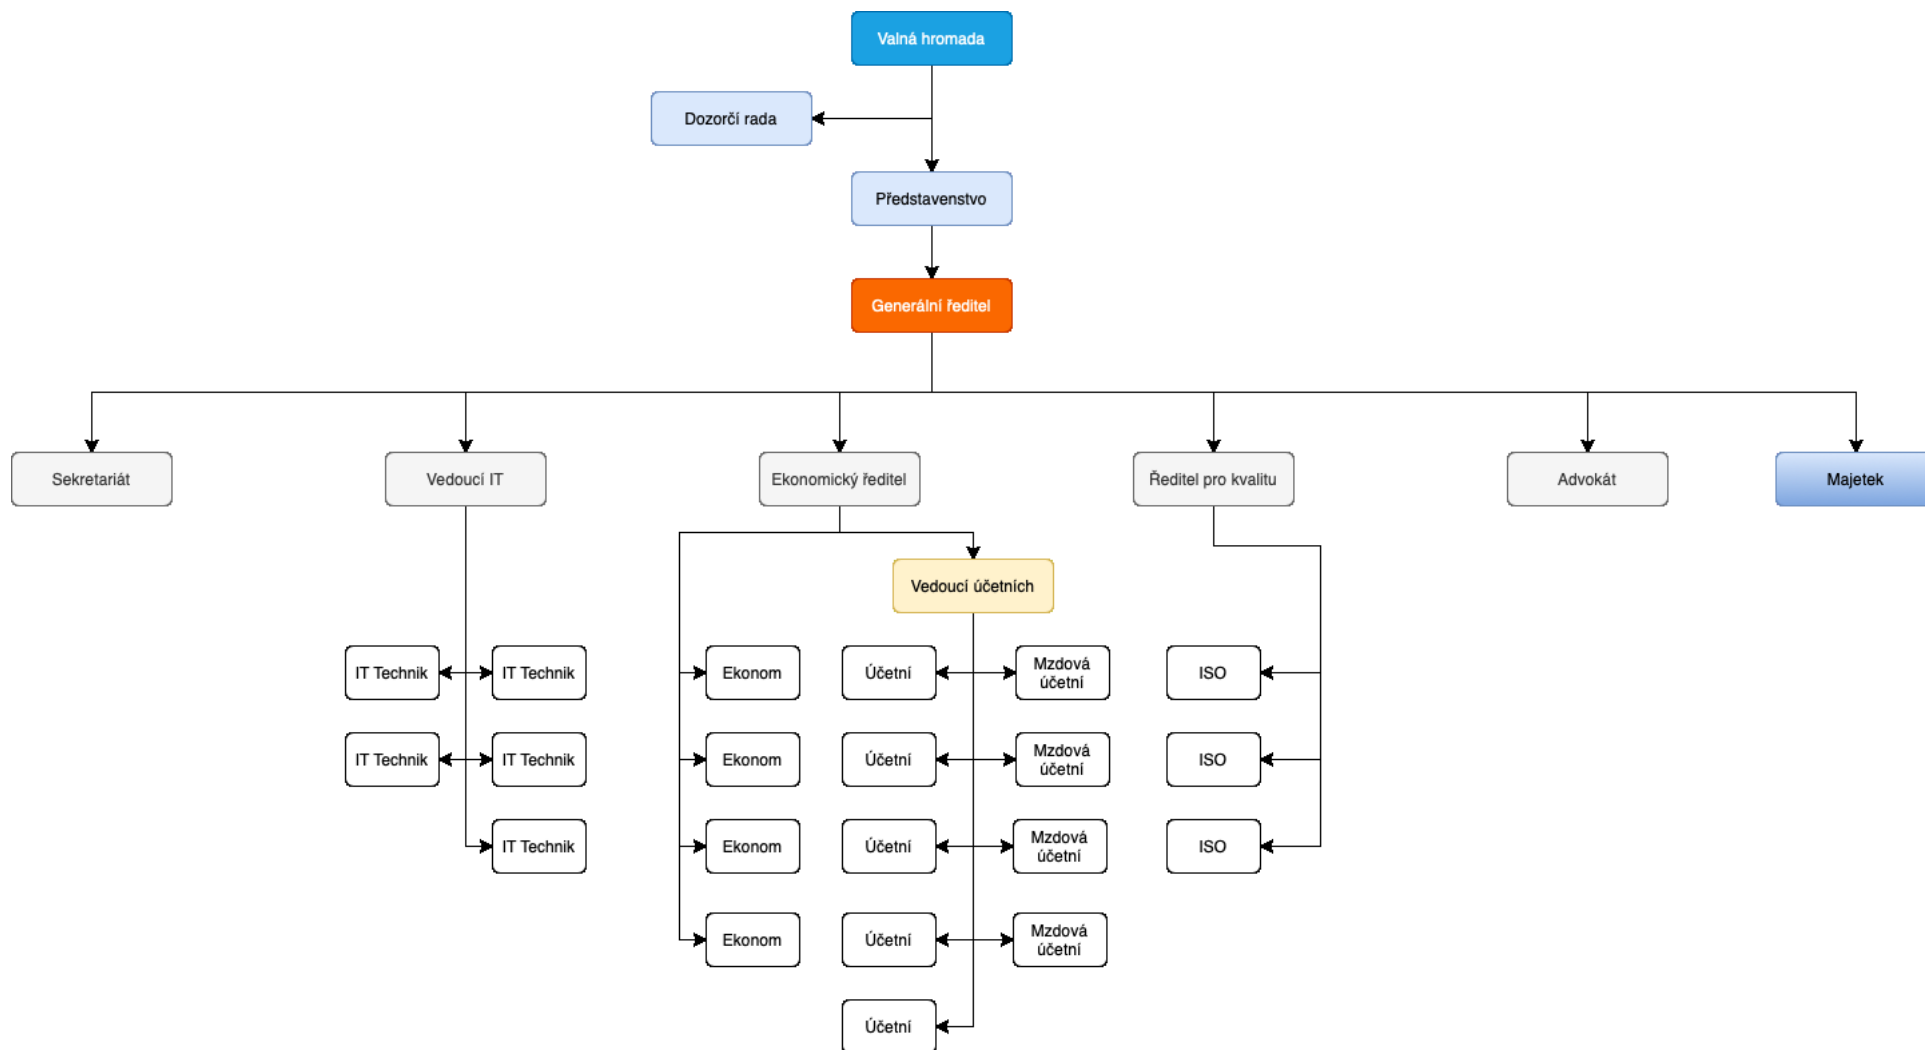 Valná hromada
Dozorčí rada
Představenstvo
Generální ředitel
Sekretariát
Vedoucí IT
Ekonomický ředitel
Ředitel pro kvalitu
Advokát
Majetek
Vedoucí účetních
IT Technik
IT Technik
Ekonom
Účetní
Mzdová
účetní
ISO
IT Technik
IT Technik
Ekonom
Účetní
Mzdová
účetní
ISO
IT Technik
Ekonom
Účetní
Mzdová
účetní
ISO
Ekonom
Účetní
Mzdová
účetní
Účetní